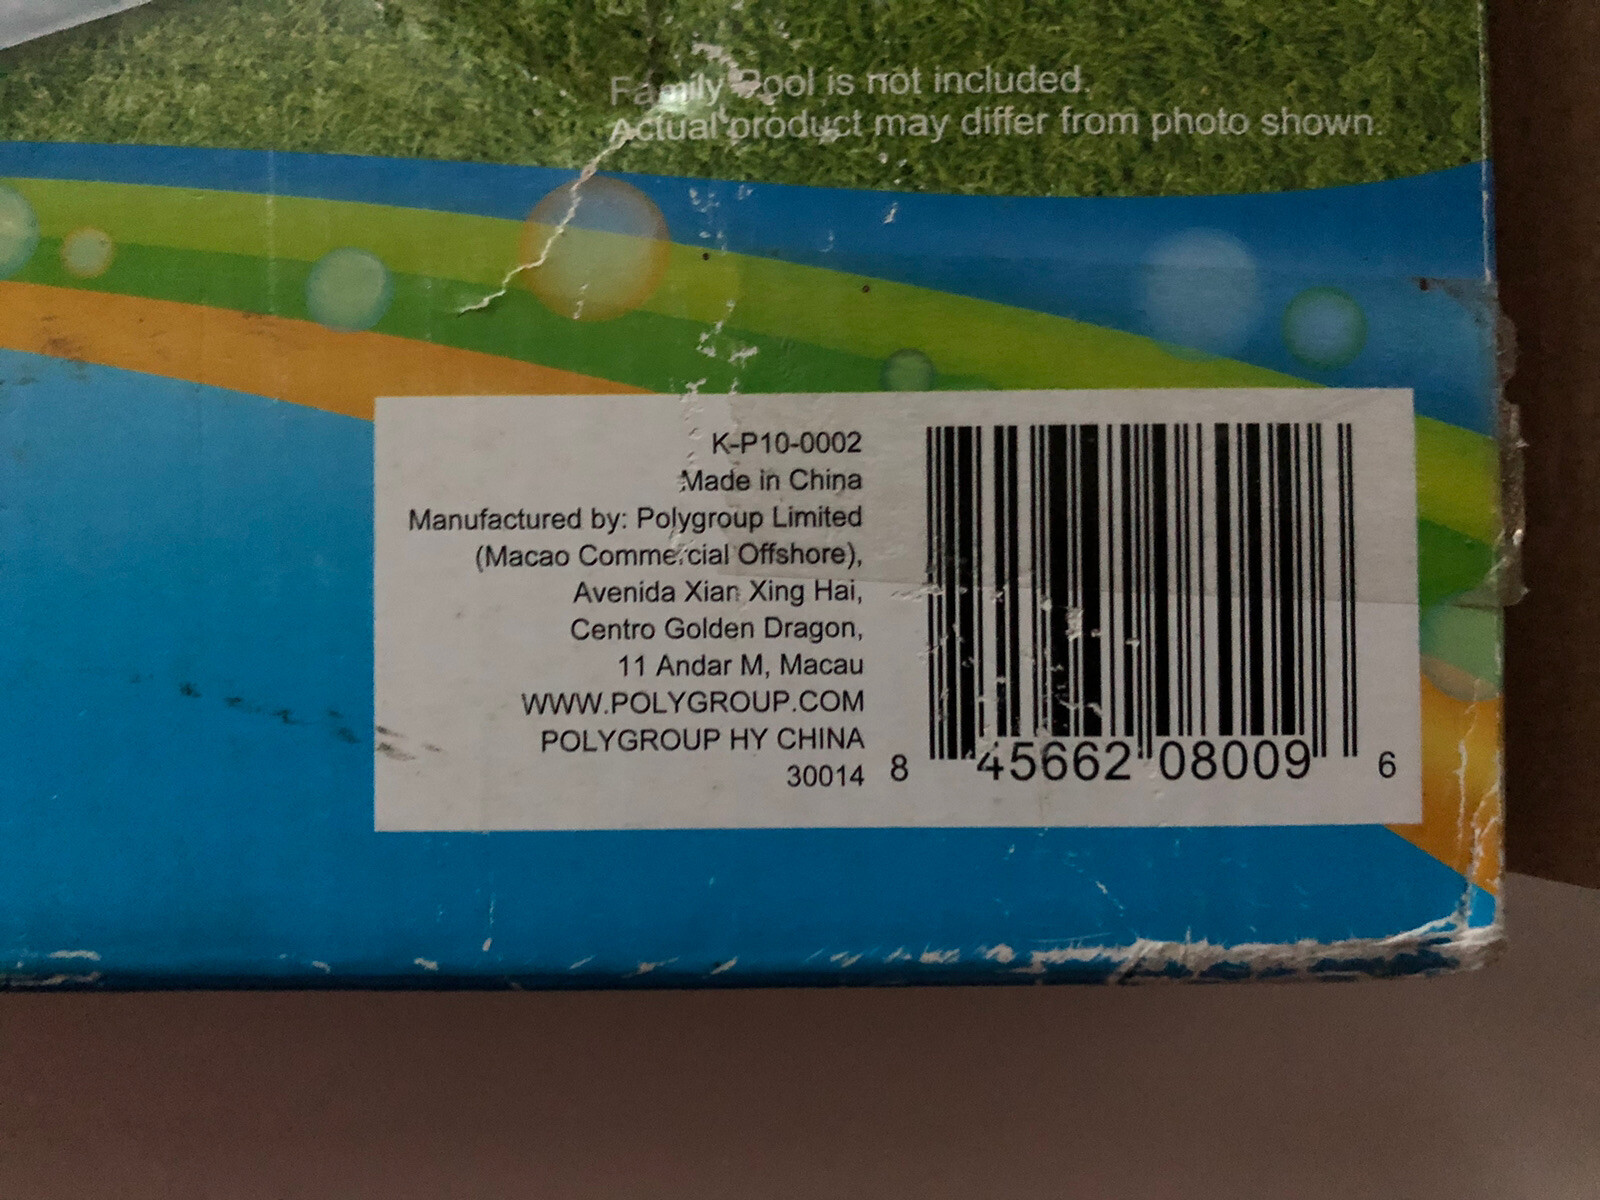 Family Pool is not included.
Actual product may differ from photo shown.
K-P10-0002
Made in China
Manufactured by: Polygroup Limited
(Macao Commercial Offshore),
Avenida Xian Xing Hai,
Centro Golden Dragon,
11 Andar M, Macau
WWW.POLYGROUP.COM
POLYGROUP HY CHINA
30014
8 45662 08009 6